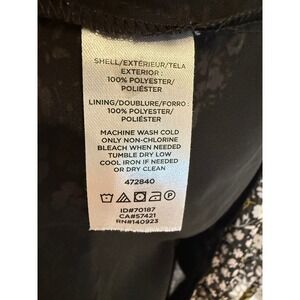 SHELL/EXTÉRIEUR/TELA
EXTERIOR :
100% POLYESTER/
POLIÉSTER
LINING/DOUBLURE/FORRO :
100% POLYESTER/
POLIÉSTER
MACHINE WASH COLD
ONLY NON-CHLORINE
BLEACH WHEN NEEDED
TUMBLE DRY LOW
COOL IRON IF NEEDED
OR DRY CLEAN
472840
ID#70187
CA#57421
RN#140923